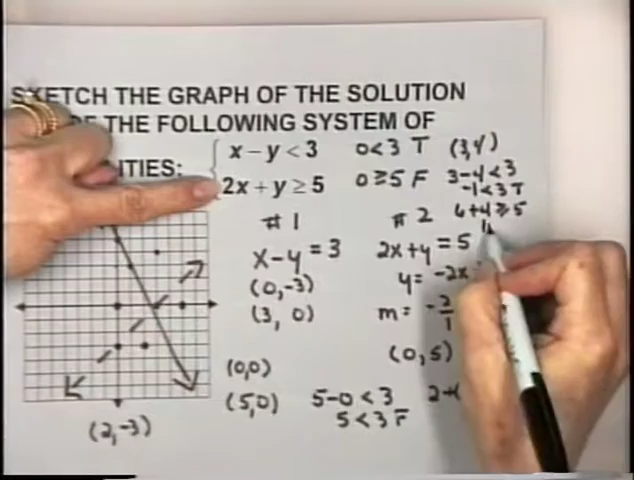 SKETCH THE GRAPH OF THE SOLUTION
THE FOLLOWING SYSTEM OF
ITIES:
x − y < 3
2x + y ≥ 5
0 < 3 T
0 ≥ 5 F
(3,4)
3-4 < 3
-1 < 3 T
6+4 ≥ 5
#1
x-y = 3
(0,-3)
(3, 0)
#2
2x+y = 5
y = -2x
m = -2/1
(0,5)
(0,0)
(5,0)
5-0 < 3
5 < 3 F
(2,-3)